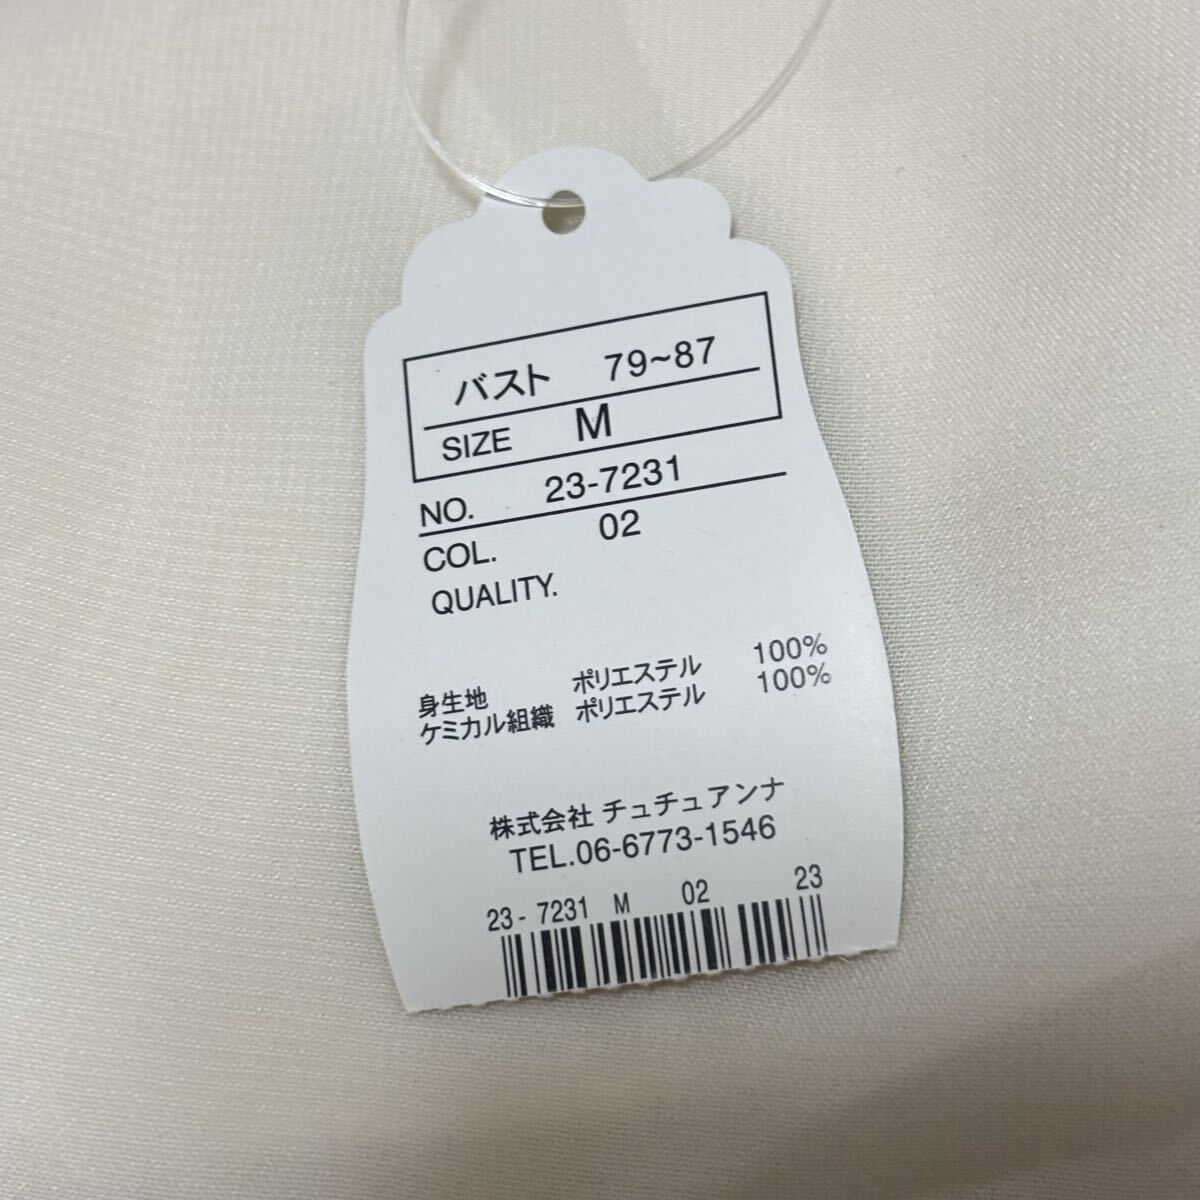 バスト 79~87
SIZE M
NO. 23-7231
COL. 02
QUALITY.
身生地 ポリエステル 100%
ケミカル組織 ポリエステル 100%
株式会社 チュチュアンナ
TEL.06-6773-1546
23-7231 M 02 23